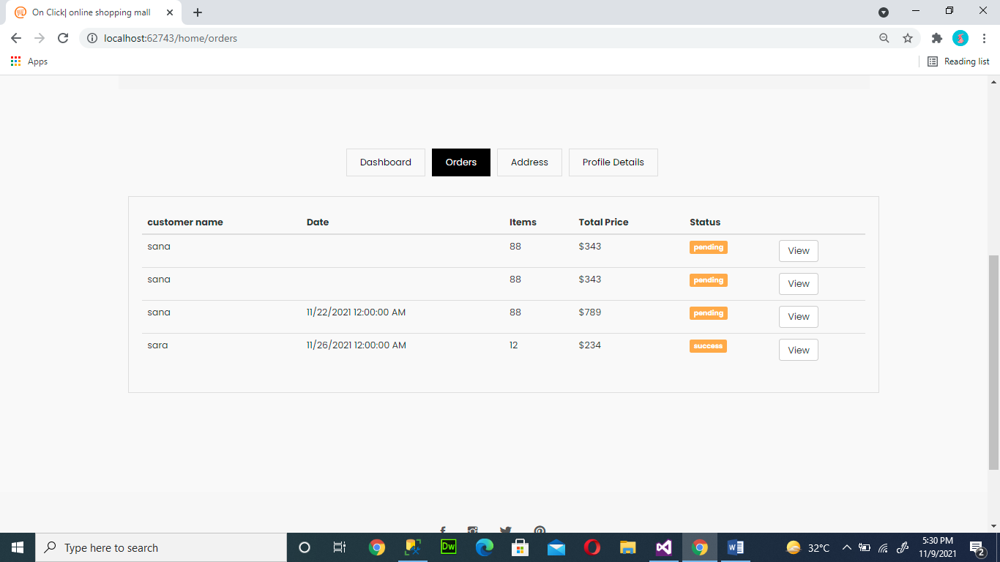 On Click| online shopping mall
localhost:62743/home/orders
Apps
Reading list
Dashboard Orders Address Profile Details
customer name Date Items Total Price Status
sana 88 $343 pending View
sana 88 $343 pending View
sana 11/22/2021 12:00:00 AM 88 $789 pending View
sara 11/26/2021 12:00:00 AM 12 $234 success View
Type here to search
Dw
32°C
5:30 PM
11/9/2021
2